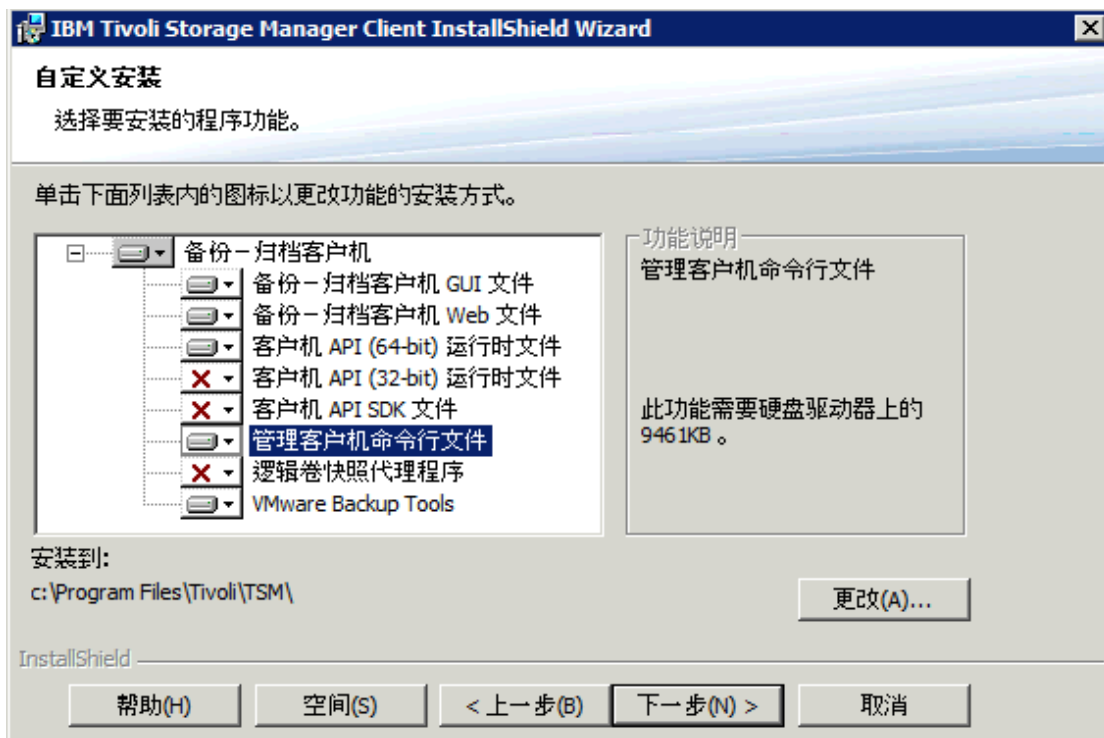 IBM Tivoli Storage Manager Client InstallShield Wizard
自定义安装
选择要安装的程序功能。
单击下面列表内的图标以更改功能的安装方式。
备份－归档客户机
备份－归档客户机 GUI 文件
备份－归档客户机 Web 文件
客户机 API (64-bit) 运行时文件
客户机 API (32-bit) 运行时文件
客户机 API SDK 文件
管理客户机命令行文件
逻辑卷快照代理程序
VMware Backup Tools
功能说明
管理客户机命令行文件
此功能需要硬盘驱动器上的
9461KB 。
安装到:
c:\Program Files\Tivoli\TSM\
更改(A)...
InstallShield
帮助(H)
空间(S)
< 上一步(B)
下一步(N) >
取消